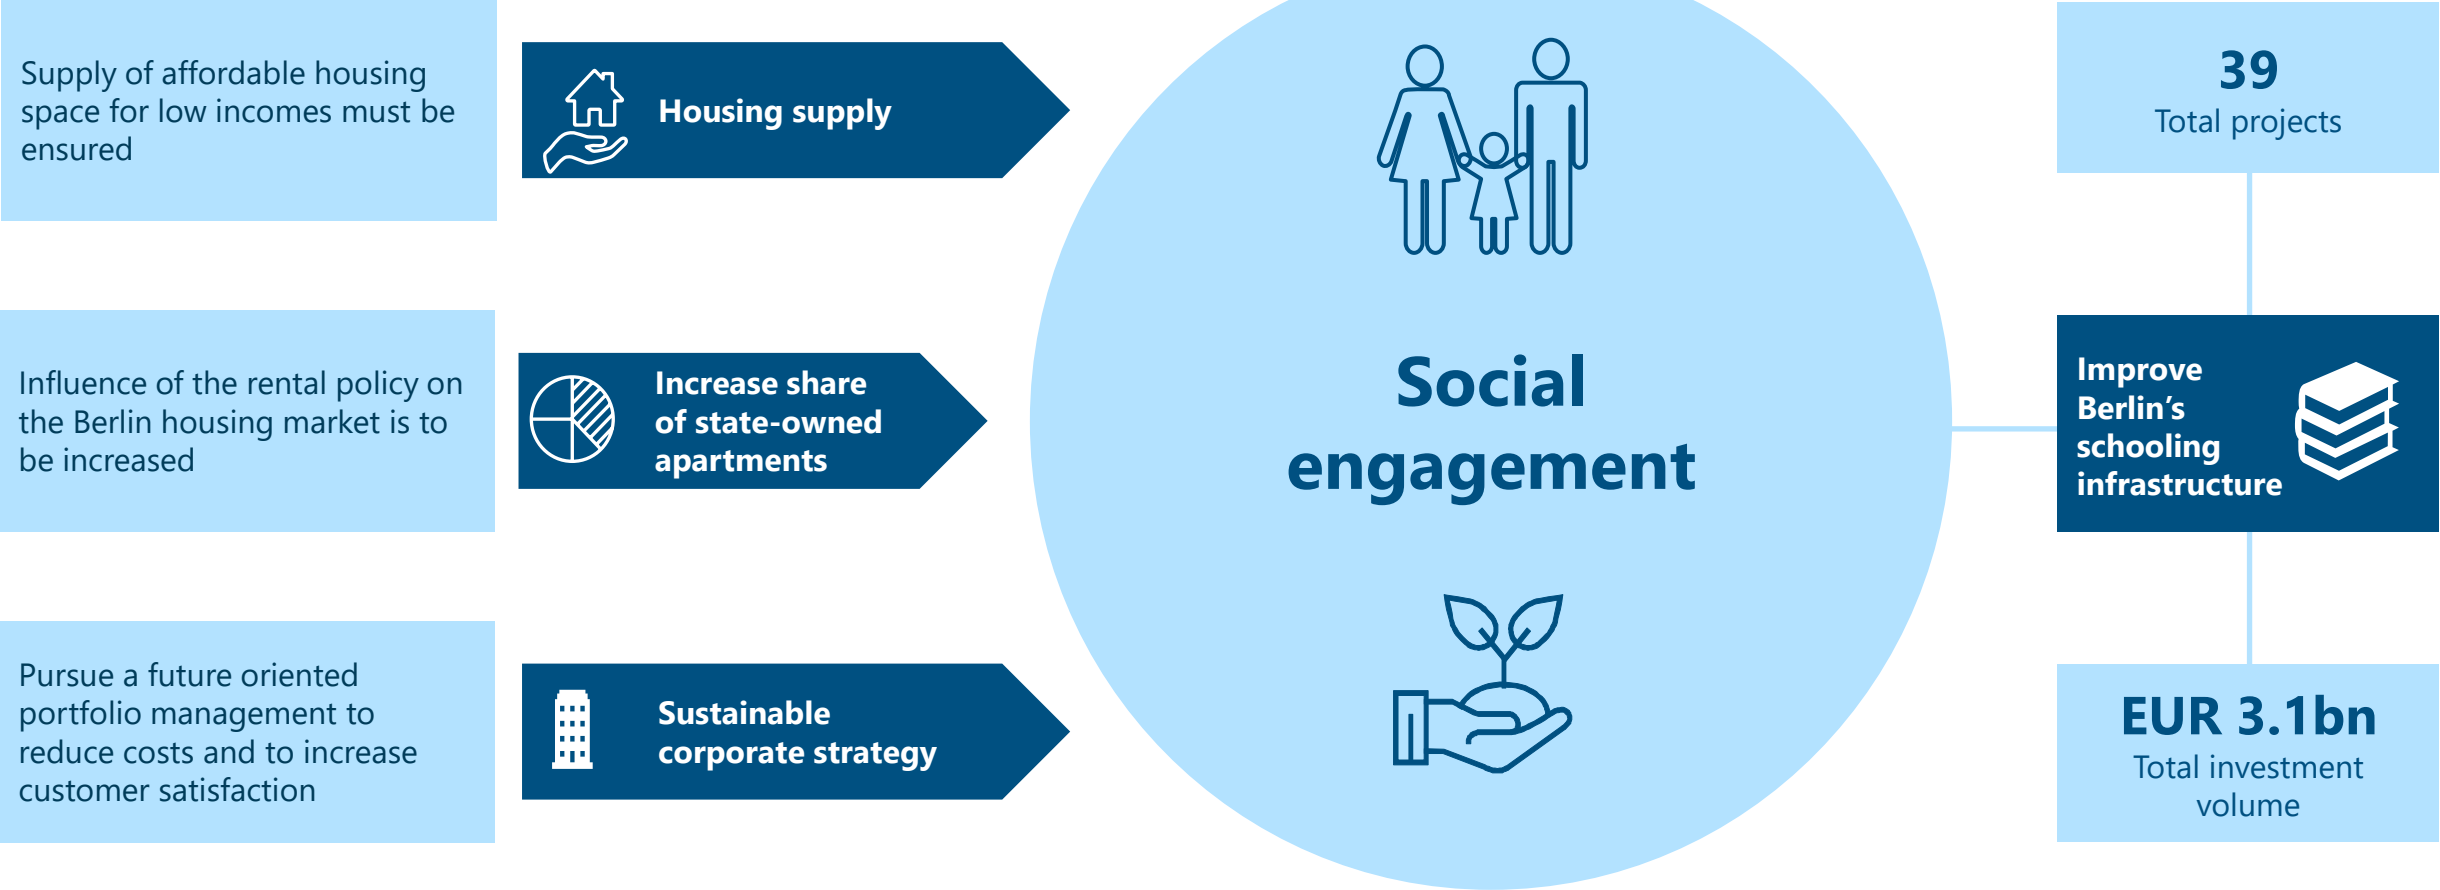 Supply of affordable housing
space for low incomes must be
ensured
Housing supply
Influence of the rental policy on
the Berlin housing market is to
be increased
Increase share
of state-owned
apartments
Pursue a future oriented
portfolio management to
reduce costs and to increase
customer satisfaction
Sustainable
corporate strategy
Social
engagement
39
Total projects
Improve
Berlin’s
schooling
infrastructure
EUR 3.1bn
Total investment
volume